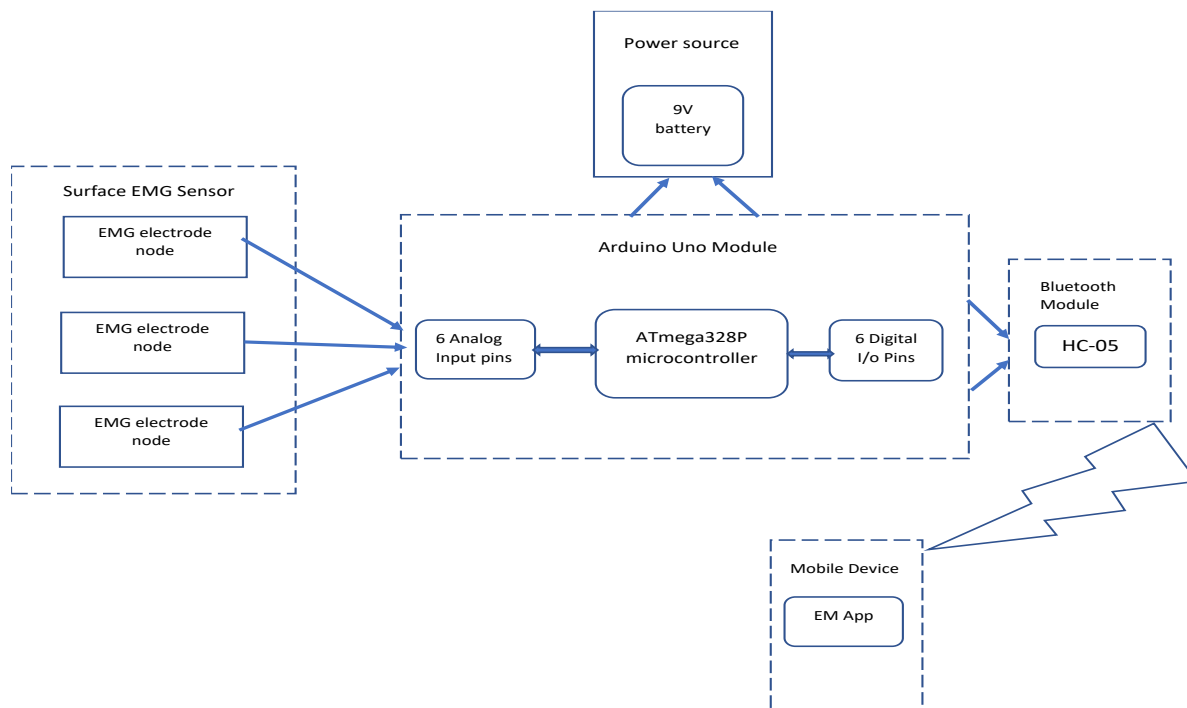 Power source
9V
battery
Surface EMG Sensor
EMG electrode
node
EMG electrode
node
EMG electrode
node
Arduino Uno Module
6 Analog
Input pins
ATmega328P
microcontroller
6 Digital
I/o Pins
Bluetooth
Module
HC-05
Mobile Device
EM App